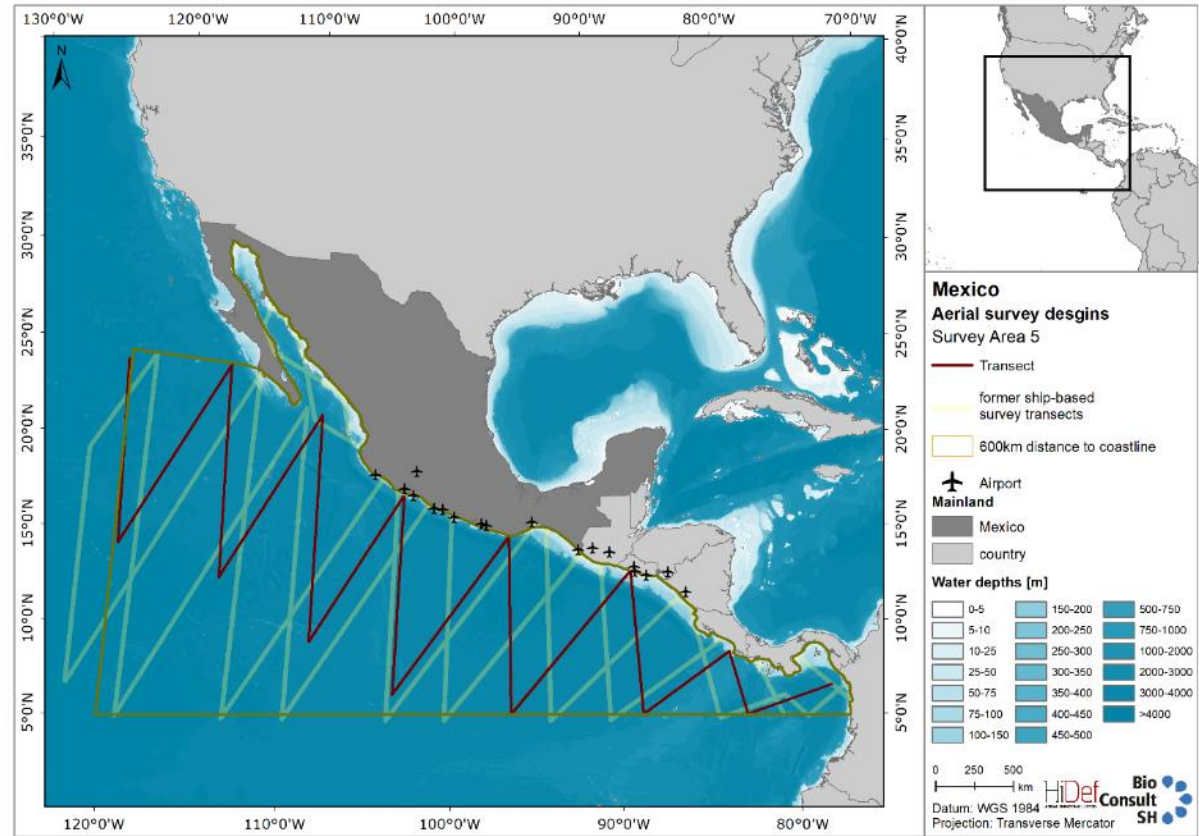 130°0'W 120°0'W 110°0'W 100°0'W 90°0'W 80°0'W 70°0'W
40°0'N 40°0'N
N
35°0'N 35°0'N
30°0'N 30°0'N
25°0'N 25°0'N
20°0'N 20°0'N
15°0'N 15°0'N
10°0'N 10°0'N
5°0'N 5°0'N
120°0'W 110°0'W 100°0'W 90°0'W 80°0'W
Mexico
Aerial survey desgins
Survey Area 5
Transect
former ship-based
survey transects
600km distance to coastline
Airport
Mainland
Mexico
country
Water depths [m]
0-5 150-200 500-750
5-10 200-250 750-1000
10-25 250-300 1000-2000
25-50 300-350 2000-3000
50-75 350-400 3000-4000
75-100 400-450 >4000
100-150 450-500
0 250 500
km
HiDef
Bio
Consult
SH
Datum: WGS 1984
Projection: Transverse Mercator